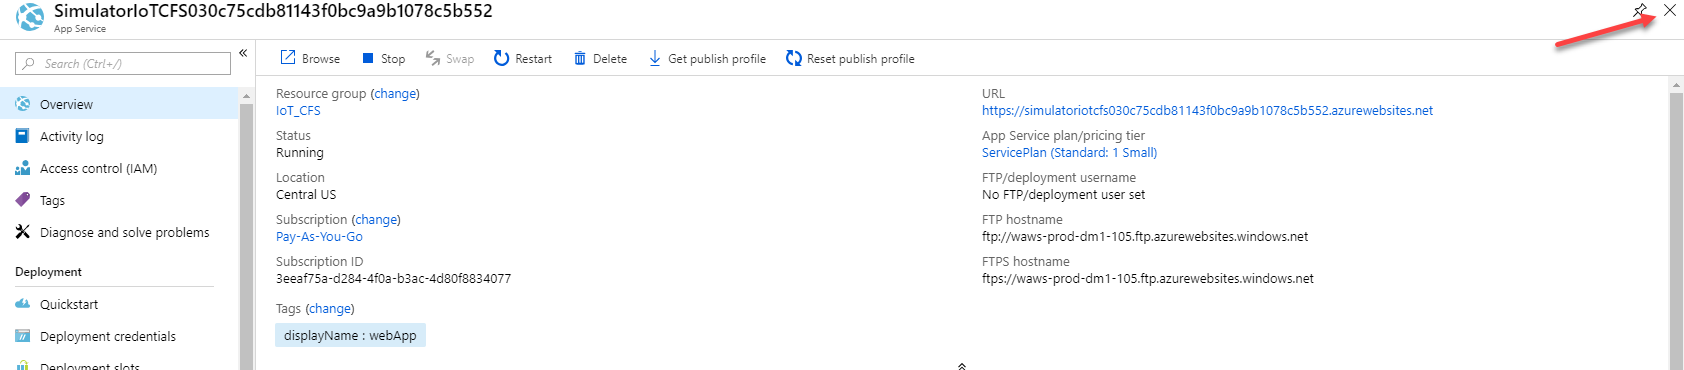 SimulatorIoTCFS030c75cdb81143f0bc9a9b1078c5b552
App Service
Search (Ctrl+/)
Overview
Activity log
Access control (IAM)
Tags
Diagnose and solve problems
Deployment
Quickstart
Deployment credentials
Deployment slots
Browse Stop Swap Restart Delete Get publish profile Reset publish profile
Resource group (change)
IoT_CFS
Status
Running
Location
Central US
Subscription (change)
Pay-As-You-Go
Subscription ID
3eeaf75a-d284-4f0a-b3ac-4d80f8834077
Tags (change)
displayName : webApp
URL
https://simulatoriotcfs030c75cdb81143f0bc9a9b1078c5b552.azurewebsites.net
App Service plan/pricing tier
ServicePlan (Standard: 1 Small)
FTP/deployment username
No FTP/deployment user set
FTP hostname
ftp://waws-prod-dm1-105.ftp.azurewebsites.windows.net
FTPS hostname
ftps://waws-prod-dm1-105.ftp.azurewebsites.windows.net